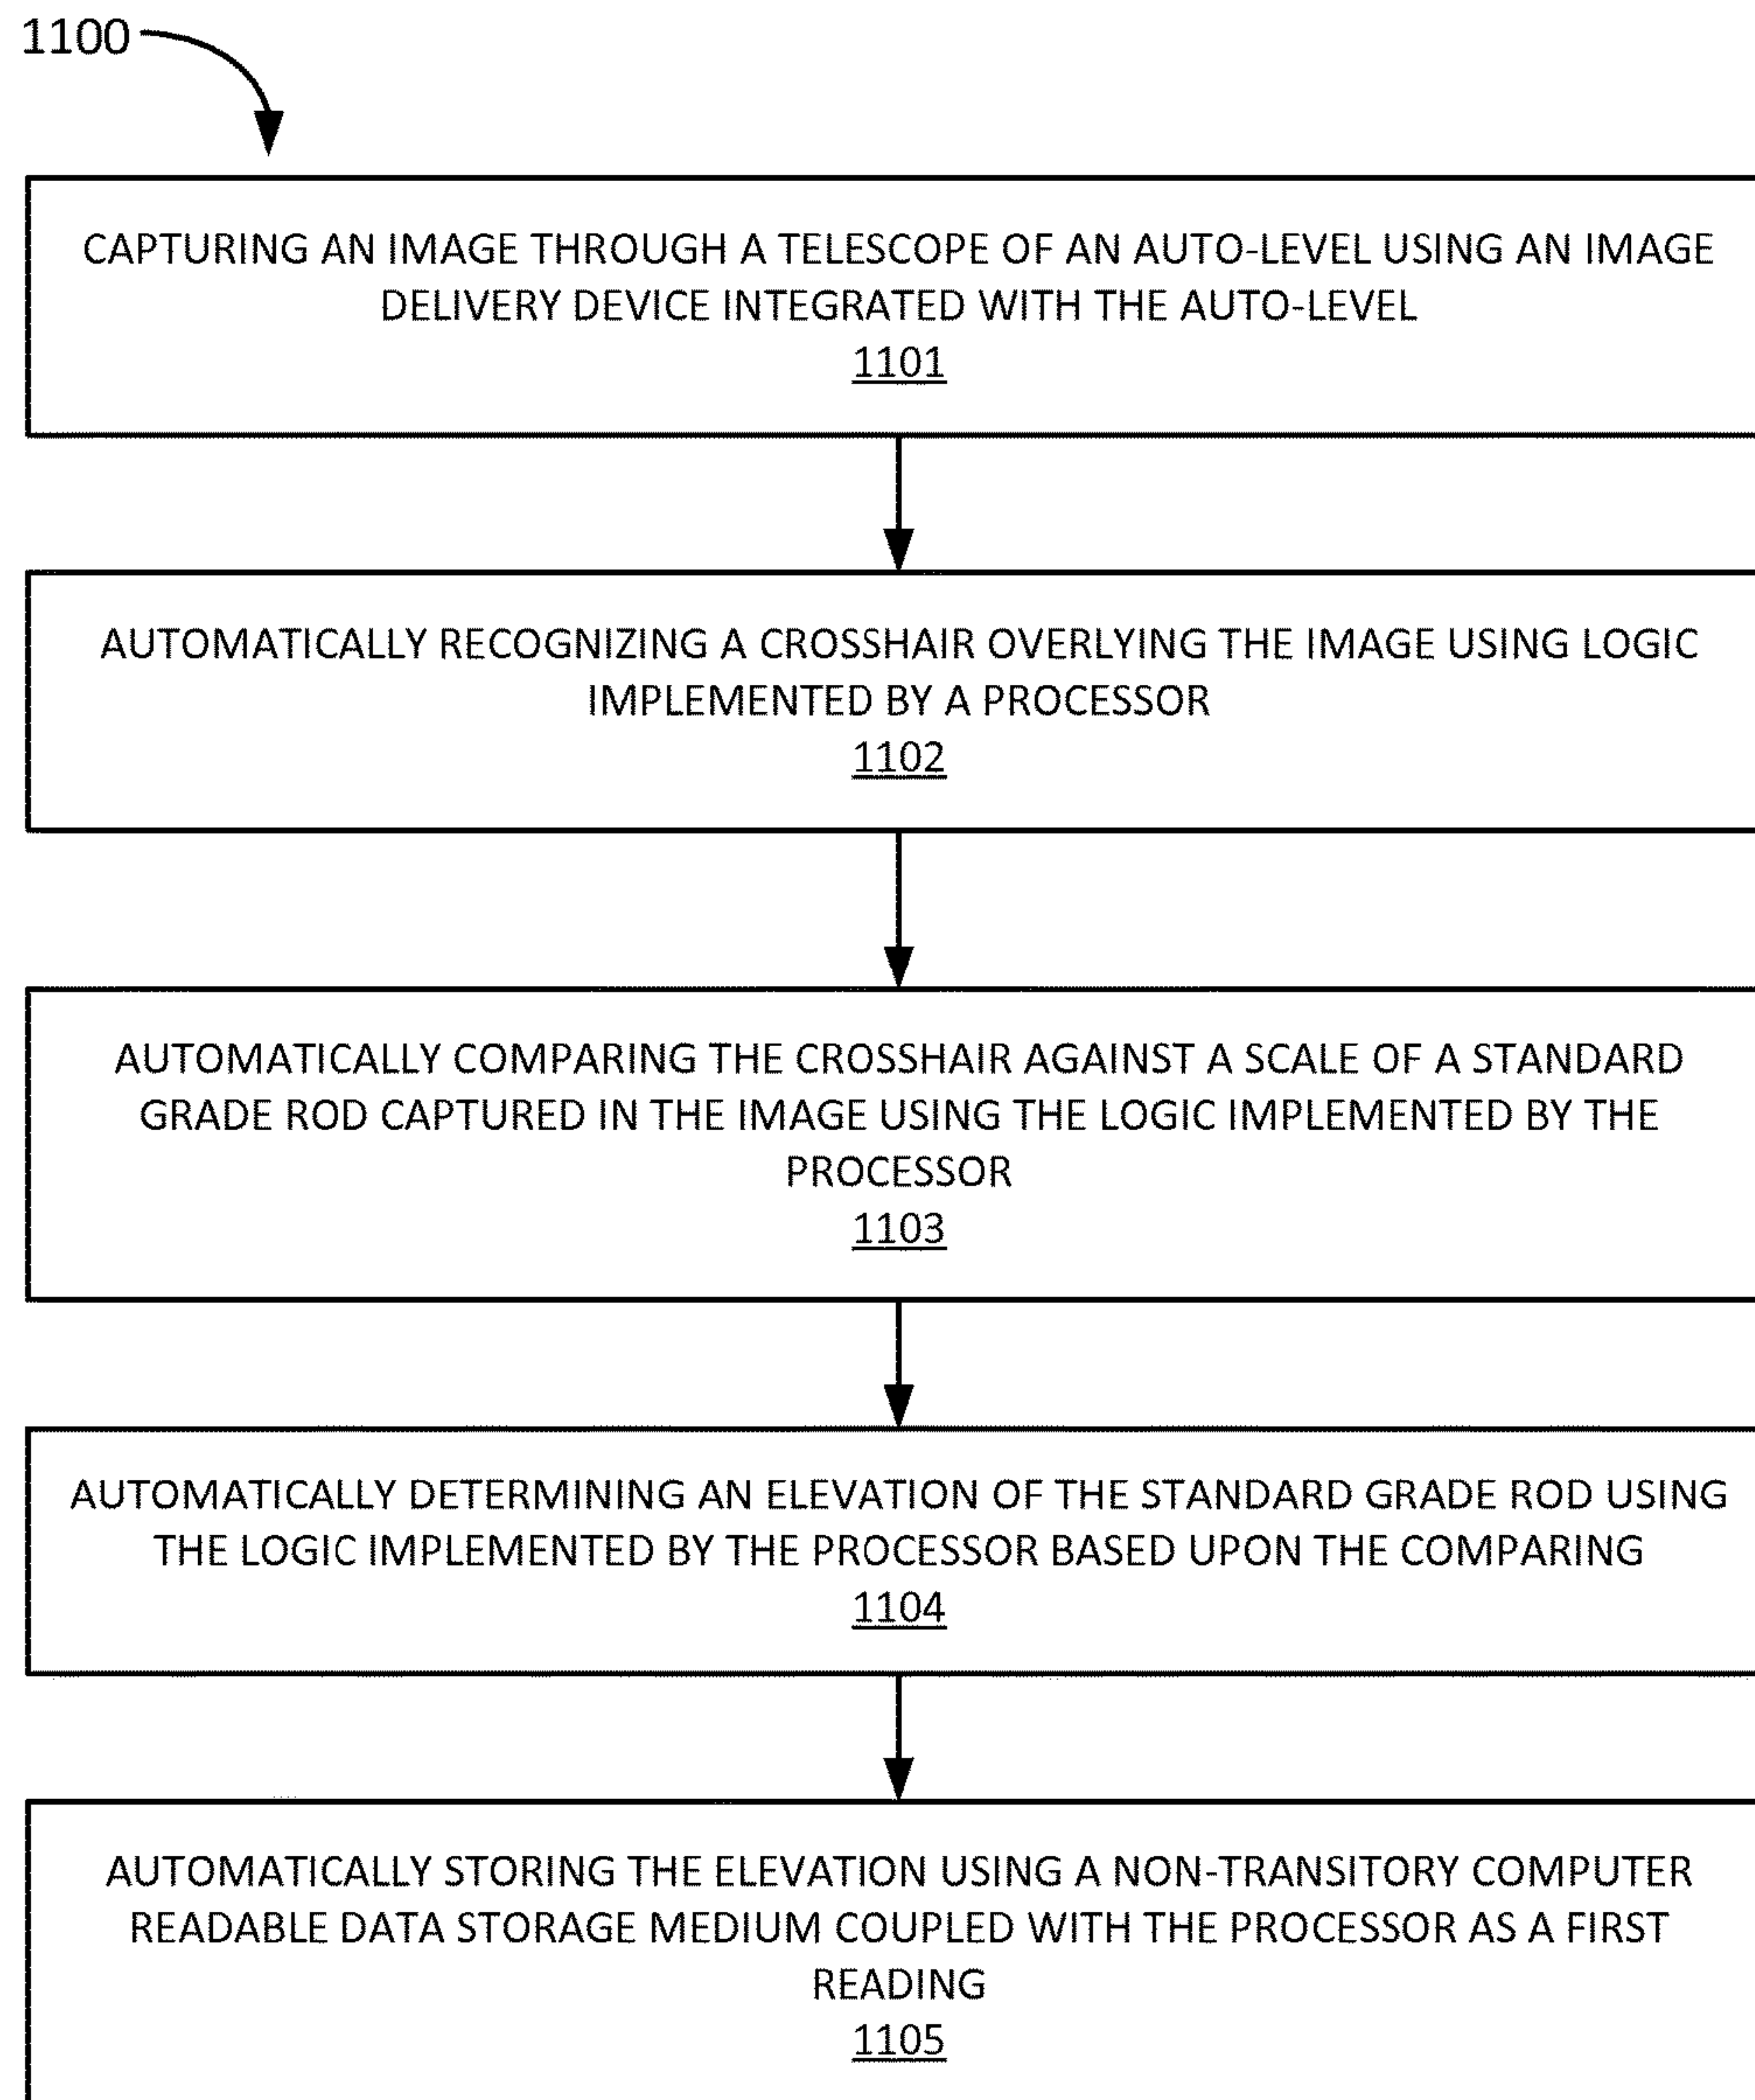 1100
CAPTURING AN IMAGE THROUGH A TELESCOPE OF AN AUTO-LEVEL USING AN IMAGE
DELIVERY DEVICE INTEGRATED WITH THE AUTO-LEVEL
1101
AUTOMATICALLY RECOGNIZING A CROSSHAIR OVERLYING THE IMAGE USING LOGIC
IMPLEMENTED BY A PROCESSOR
1102
AUTOMATICALLY COMPARING THE CROSSHAIR AGAINST A SCALE OF A STANDARD
GRADE ROD CAPTURED IN THE IMAGE USING THE LOGIC IMPLEMENTED BY THE
PROCESSOR
1103
AUTOMATICALLY DETERMINING AN ELEVATION OF THE STANDARD GRADE ROD USING
THE LOGIC IMPLEMENTED BY THE PROCESSOR BASED UPON THE COMPARING
1104
AUTOMATICALLY STORING THE ELEVATION USING A NON-TRANSITORY COMPUTER
READABLE DATA STORAGE MEDIUM COUPLED WITH THE PROCESSOR AS A FIRST
READING
1105